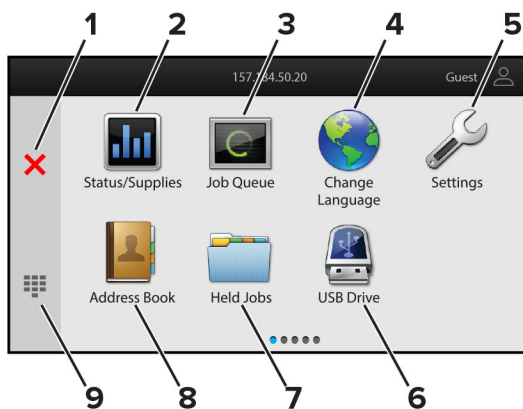 1 2 3 4 5
157.184.50.20 Guest
Status/Supplies Job Queue Change Settings
Language
Address Book Held Jobs USB Drive
9 8 7 6